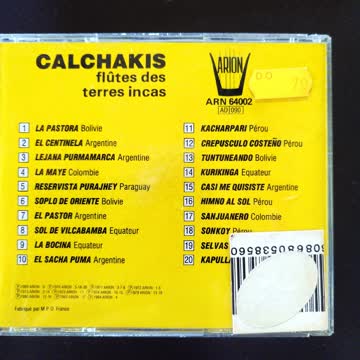 CALCHAKIS
flûtes des
terres incas
ARION
ARN 64002
AD 090
DO
70
1 LA PASTORA Bolivie
2 EL CENTINELA Argentine
3 LEJANA PURMAMARCA Argentine
4 LA MAYE Colombie
5 RESERVISTA PURAJHEY Paraguay
6 SOPLO DE ORIENTE Bolivie
7 EL PASTOR Argentine
8 SOL DE VILCABAMBA Equateur
9 LA BOCINA Equateur
10 EL SACHA PUMA Argentine
11 KACHARPARI Pérou
12 CREPUSCULO COSTEÑO Pérou
13 TUNTUNEANDO Bolivie
14 KURIKINGA Equateur
15 CASI ME QUISISTE Argentine
16 HIMNO AL SOL Pérou
17 SANJUANERO Colombie
18 SONKOY
19 SELVAS
20 KAPULL
Fabriqué par M P O France